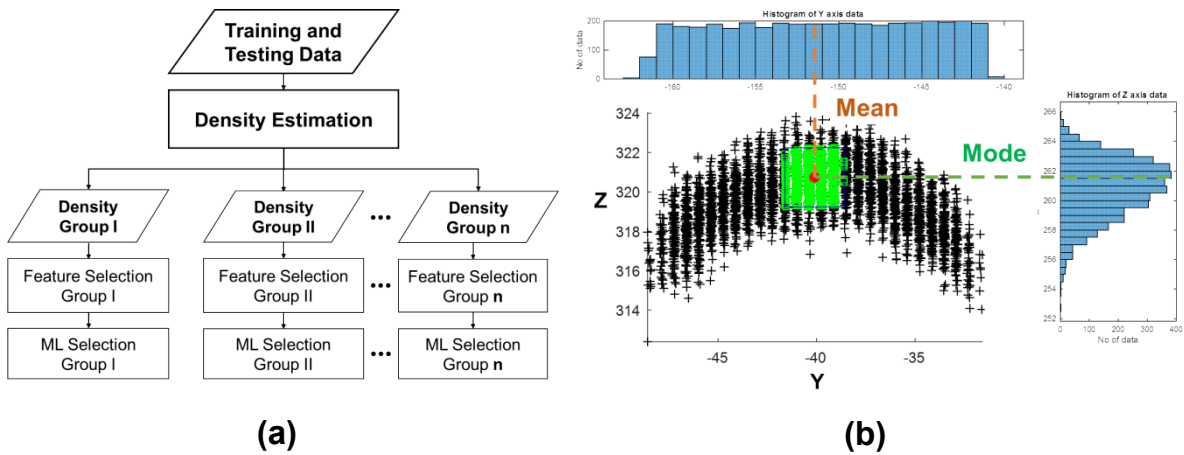 Training and
Testing Data
Density Estimation
Density
Group I
Density
Group II
•••
Density
Group n
Feature Selection
Group I
Feature Selection
Group II
•••
Feature Selection
Group n
ML Selection
Group I
ML Selection
Group II
•••
ML Selection
Group n
(a)
Histogram of Y axis data
No of data
200
100
0
-160
-155
-150
-145
-140
Mean
Mode
Z
324
322
320
318
316
314
-45
-40
-35
Y
Histogram of Z axis data
266
264
262
260
258
256
254
252
0
100
200
300
400
No of data
(b)